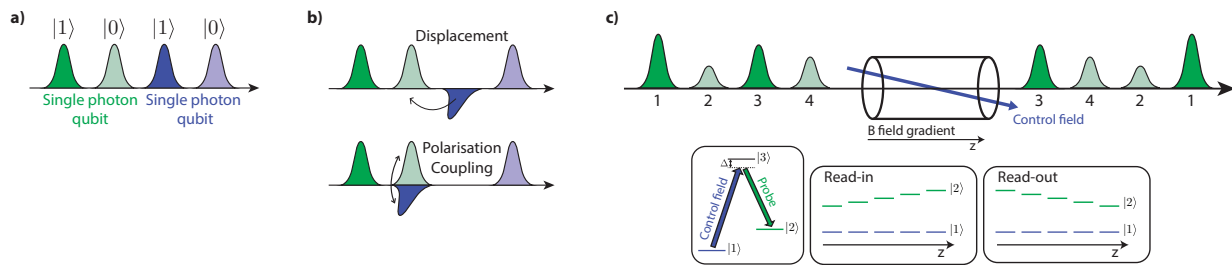 a)
|1⟩ |0⟩ |1⟩ |0⟩
Single photon qubit
Single photon qubit
b)
Displacement
Polarisation
Coupling
c)
1 2 3 4
3 4 2 1
Control field
B field gradient
z
Δ
|3⟩
Control field
Probe
|2⟩
|1⟩
Read-in
|2⟩
|1⟩
z
Read-out
|2⟩
|1⟩
z